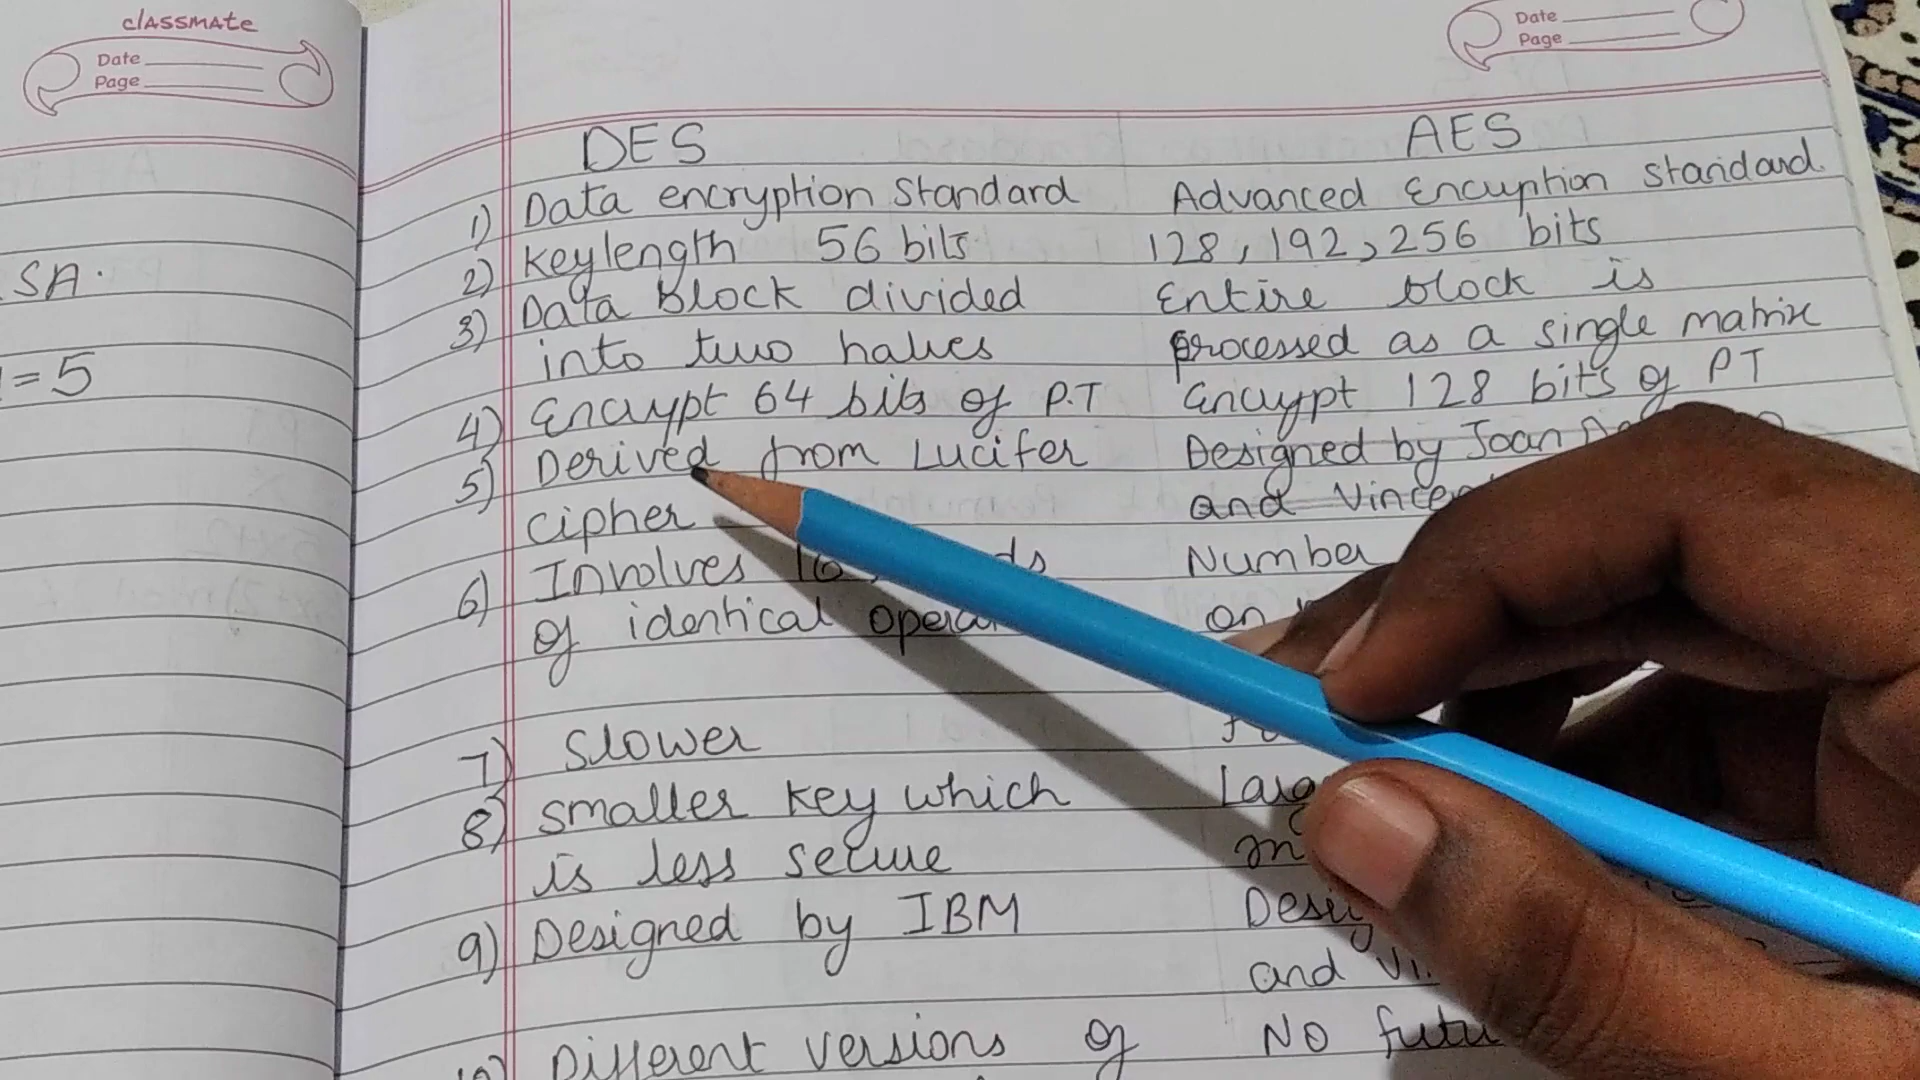 classmate
Date
Page
Date
Page
SA.
=5
DES AES
1) Data encryption Standard Advanced Encryption standard.
2) Key length 56 bits 128, 192, 256 bits
3) Data Block divided Entire block is
into two halves processed as a single matrix
4) Encrypt 64 bits of P.T Encrypt 128 bits of PT
5) Derived from Lucifer Designed by Joan
cipher and
6) Involves Number
of identical on
7) Slower
8) smaller key which
is less secure
9) Designed by IBM
and
10) Different versions of No